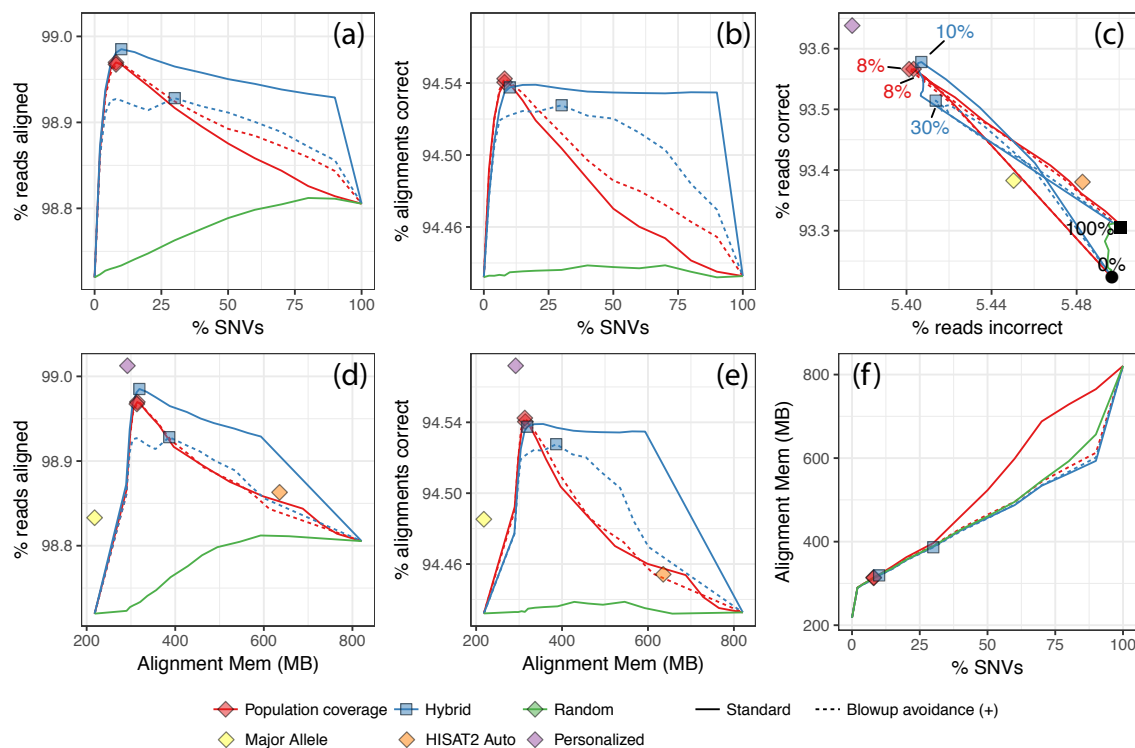 (a)
% reads aligned
99.0
98.9
98.8
0
25
50
75
100
% SNVs
(b)
% alignments correct
94.54
94.50
94.46
0
25
50
75
100
% SNVs
(c)
% reads correct
93.6
93.5
93.4
93.3
10%
8%
8%
30%
100%
0%
5.40
5.44
5.48
% reads incorrect
(d)
% reads aligned
99.0
98.9
98.8
200
400
600
800
Alignment Mem (MB)
(e)
% alignments correct
94.54
94.50
94.46
200
400
600
800
Alignment Mem (MB)
(f)
Alignment Mem (MB)
800
600
400
200
0
25
50
75
100
% SNVs
Population coverage Hybrid Random Standard Blowup avoidance (+)
Major Allele HISAT2 Auto Personalized